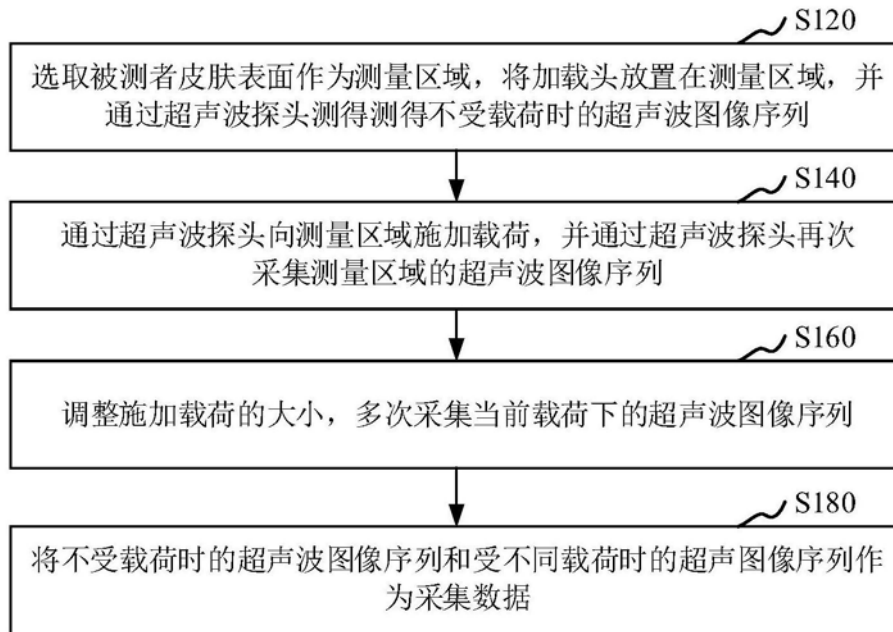 S120
选取被测者皮肤表面作为测量区域，将加载头放置在测量区域，并
通过超声波探头测得测得不受载荷时的超声波图像序列
S140
通过超声波探头向测量区域施加载荷，并通过超声波探头再次
采集测量区域的超声波图像序列
S160
调整施加载荷的大小，多次采集当前载荷下的超声波图像序列
S180
将不受载荷时的超声波图像序列和受不同载荷时的超声图像序列作
为采集数据